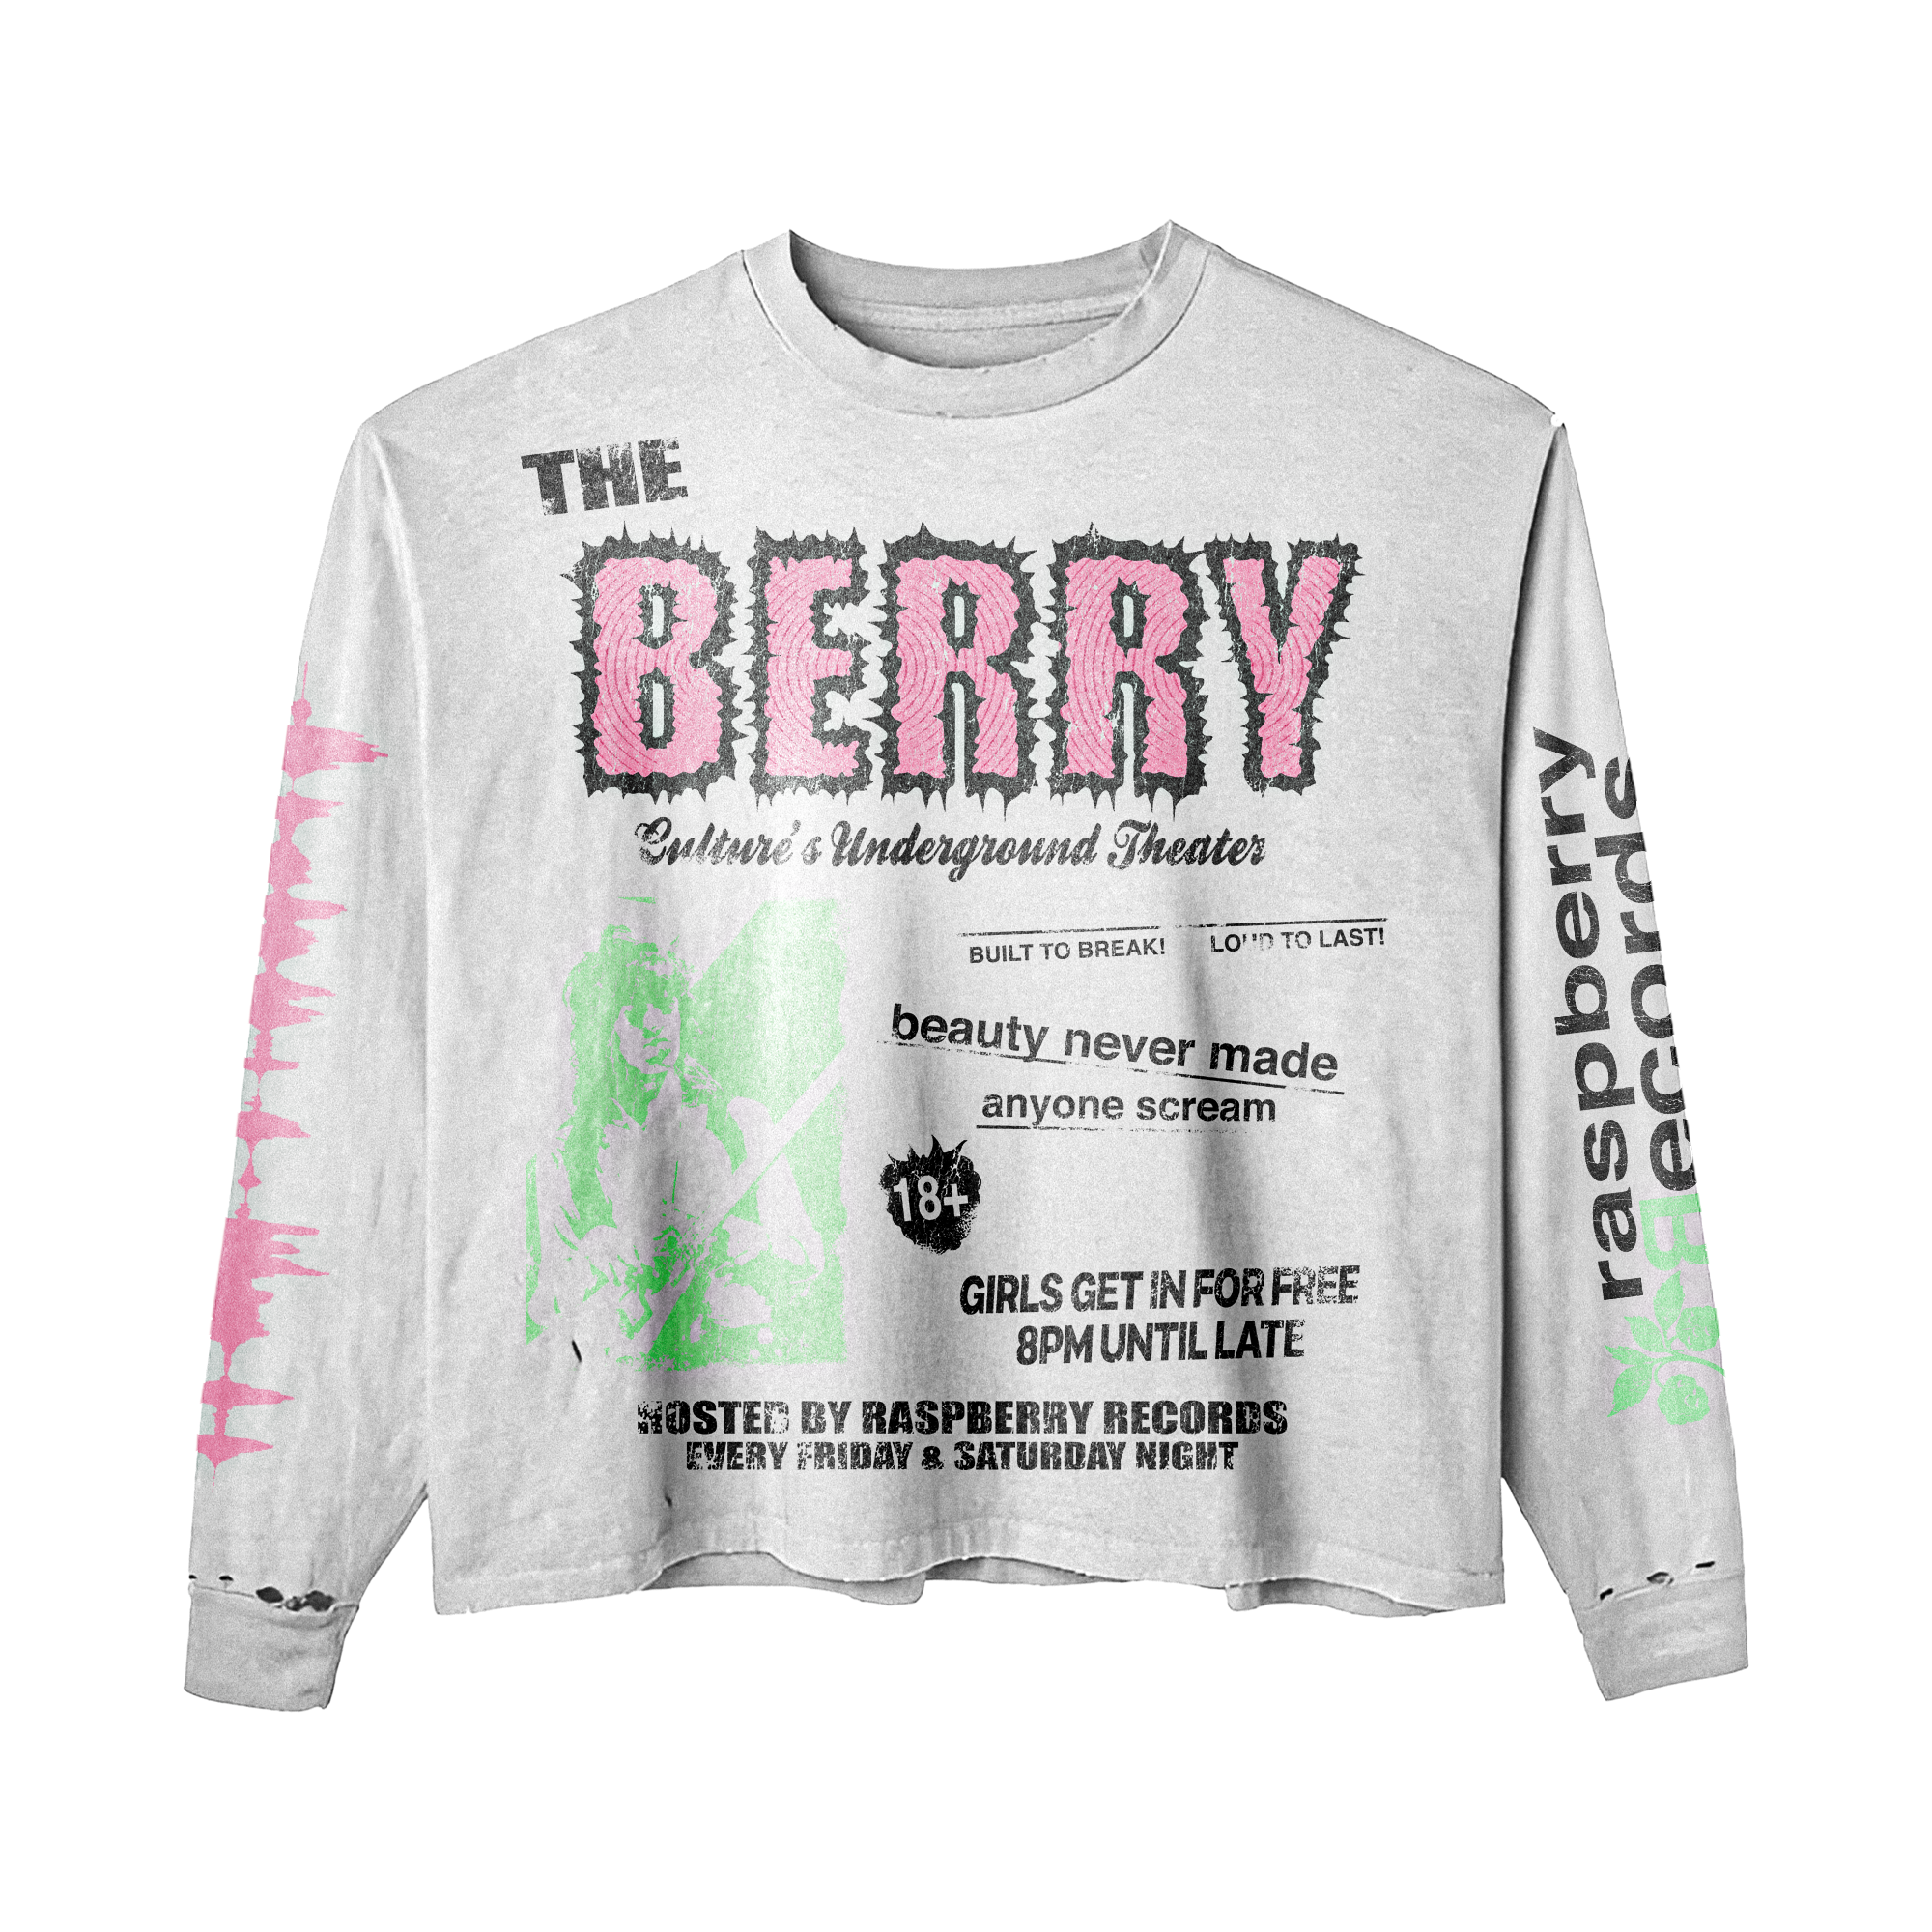 THE
BERRY
Culture's Underground Theater
BUILT TO BREAK! LOUD TO LAST!
beauty never made
anyone scream
18+
GIRLS GET IN FOR FREE
8PM UNTIL LATE
HOSTED BY RASPBERRY RECORDS
EVERY FRIDAY & SATURDAY NIGHT
raspberry
Records